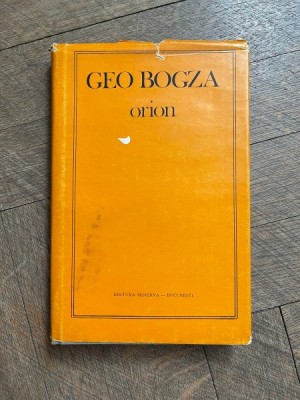 GEO BOGZA
orion
EDITURA MINERVA — BUCUREȘTI